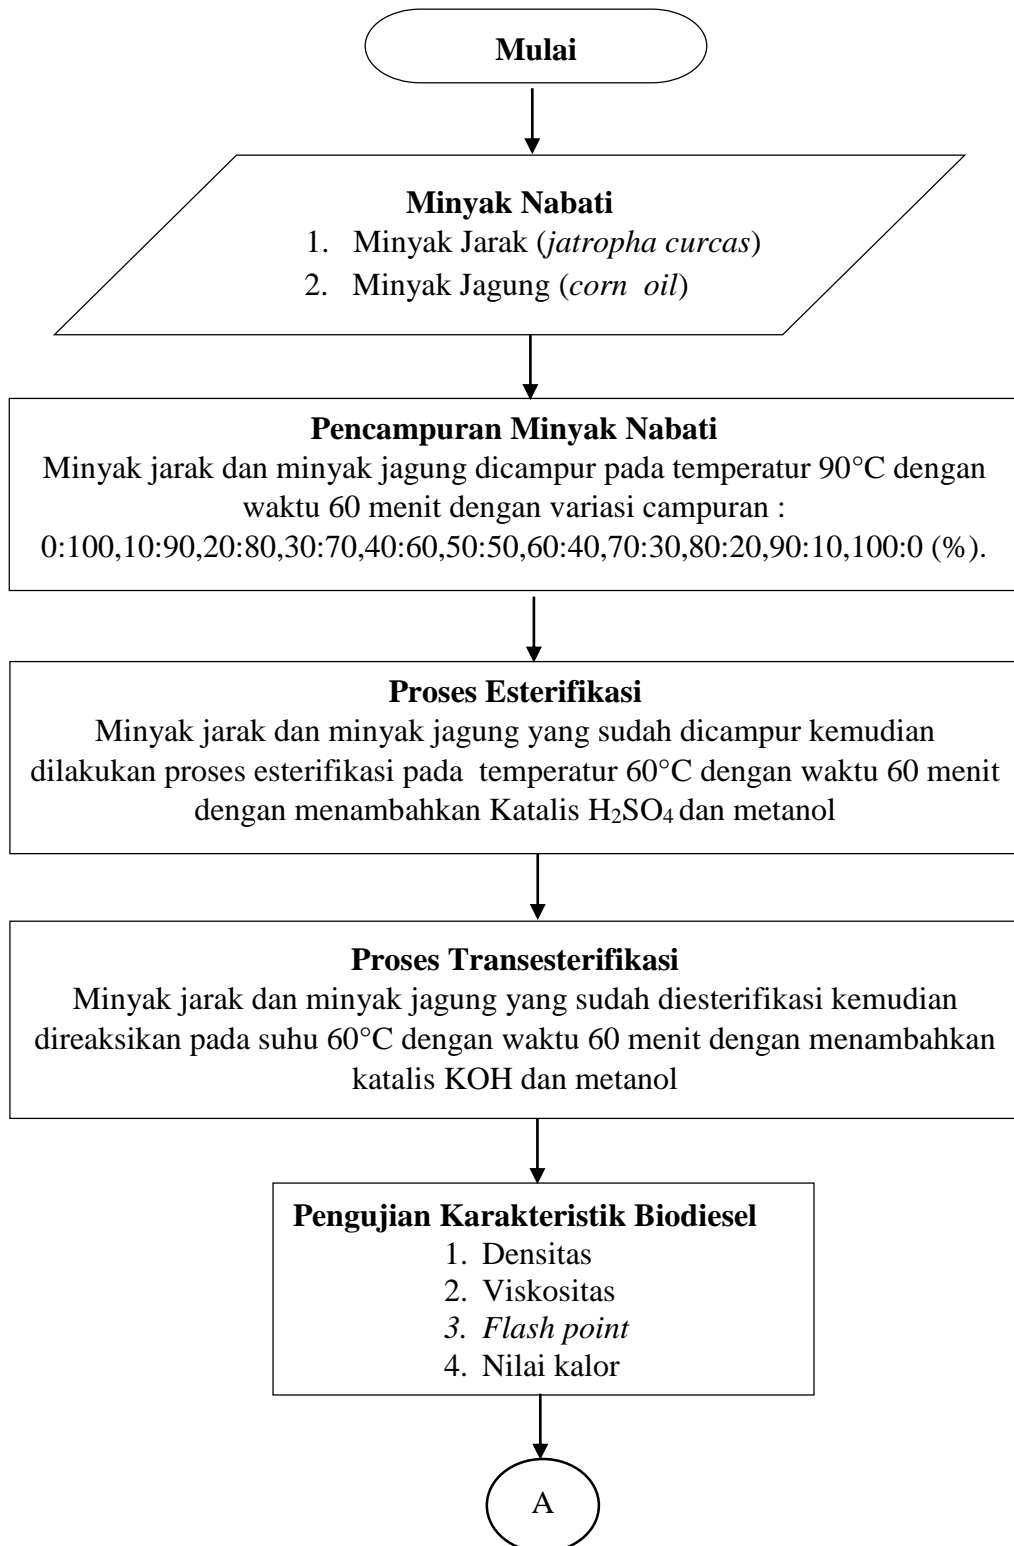 Mulai
Minyak Nabati
1. Minyak Jarak (jatropha curcas)
2. Minyak Jagung (corn oil)
Pencampuran Minyak Nabati
Minyak jarak dan minyak jagung dicampur pada temperatur 90°C dengan
waktu 60 menit dengan variasi campuran :
0:100,10:90,20:80,30:70,40:60,50:50,60:40,70:30,80:20,90:10,100:0 (%).
Proses Esterifikasi
Minyak jarak dan minyak jagung yang sudah dicampur kemudian
dilakukan proses esterifikasi pada temperatur 60°C dengan waktu 60 menit
dengan menambahkan Katalis H₂SO₄ dan metanol
Proses Transesterifikasi
Minyak jarak dan minyak jagung yang sudah diesterifikasi kemudian
direaksikan pada suhu 60°C dengan waktu 60 menit dengan menambahkan
katalis KOH dan metanol
Pengujian Karakteristik Biodiesel
1. Densitas
2. Viskositas
3. Flash point
4. Nilai kalor
A